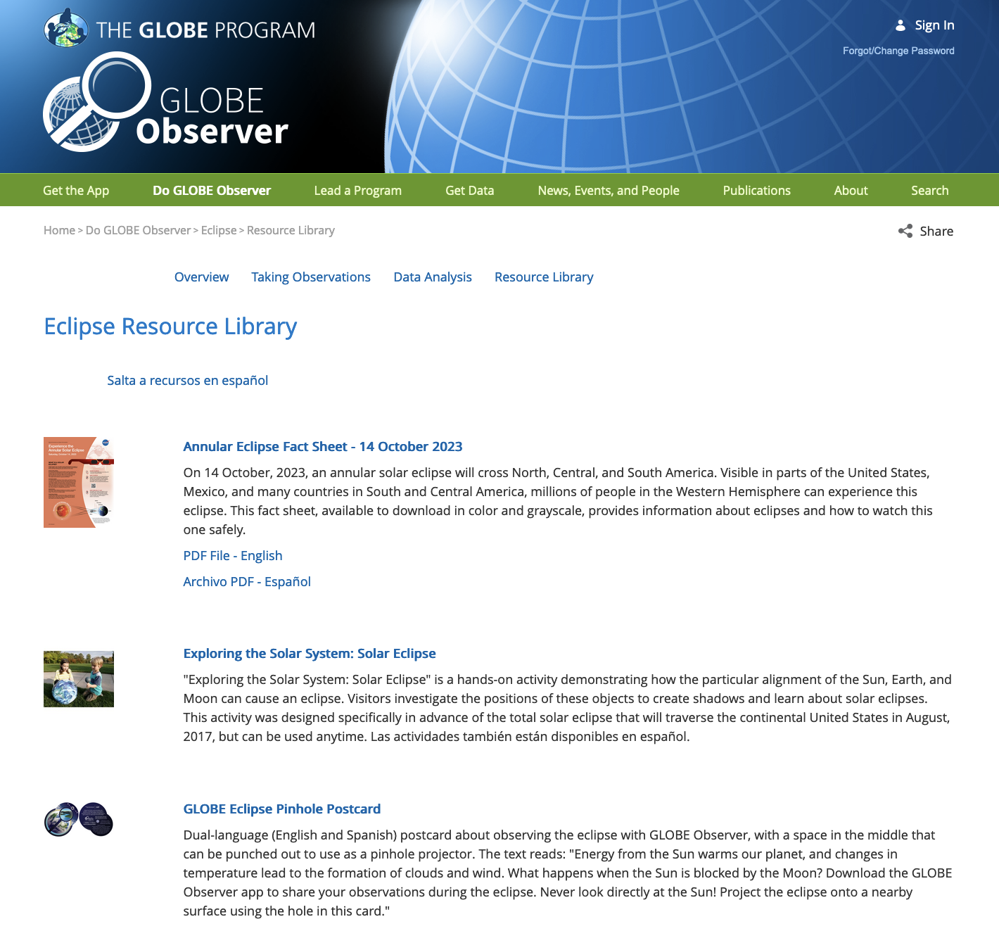 THE GLOBE PROGRAM
Sign In
Forgot/Change Password
GLOBE
Observer
Get the App Do GLOBE Observer Lead a Program Get Data News, Events, and People Publications About Search
Home > Do GLOBE Observer > Eclipse > Resource Library
Share
Overview Taking Observations Data Analysis Resource Library
Eclipse Resource Library
Salta a recursos en español
Experience the
Annular Solar Eclipse
Annular Eclipse Fact Sheet - 14 October 2023
On 14 October, 2023, an annular solar eclipse will cross North, Central, and South America. Visible in parts of the United States,
Mexico, and many countries in South and Central America, millions of people in the Western Hemisphere can experience this
eclipse. This fact sheet, available to download in color and grayscale, provides information about eclipses and how to watch this
one safely.
PDF File - English
Archivo PDF - Español
Exploring the Solar System: Solar Eclipse
"Exploring the Solar System: Solar Eclipse" is a hands-on activity demonstrating how the particular alignment of the Sun, Earth, and
Moon can cause an eclipse. Visitors investigate the positions of these objects to create shadows and learn about solar eclipses.
This activity was designed specifically in advance of the total solar eclipse that will traverse the continental United States in August,
2017, but can be used anytime. Las actividades también están disponibles en español.
GLOBE Eclipse Pinhole Postcard
Dual-language (English and Spanish) postcard about observing the eclipse with GLOBE Observer, with a space in the middle that
can be punched out to use as a pinhole projector. The text reads: "Energy from the Sun warms our planet, and changes in
temperature lead to the formation of clouds and wind. What happens when the Sun is blocked by the Moon? Download the GLOBE
Observer app to share your observations during the eclipse. Never look directly at the Sun! Project the eclipse onto a nearby
surface using the hole in this card."